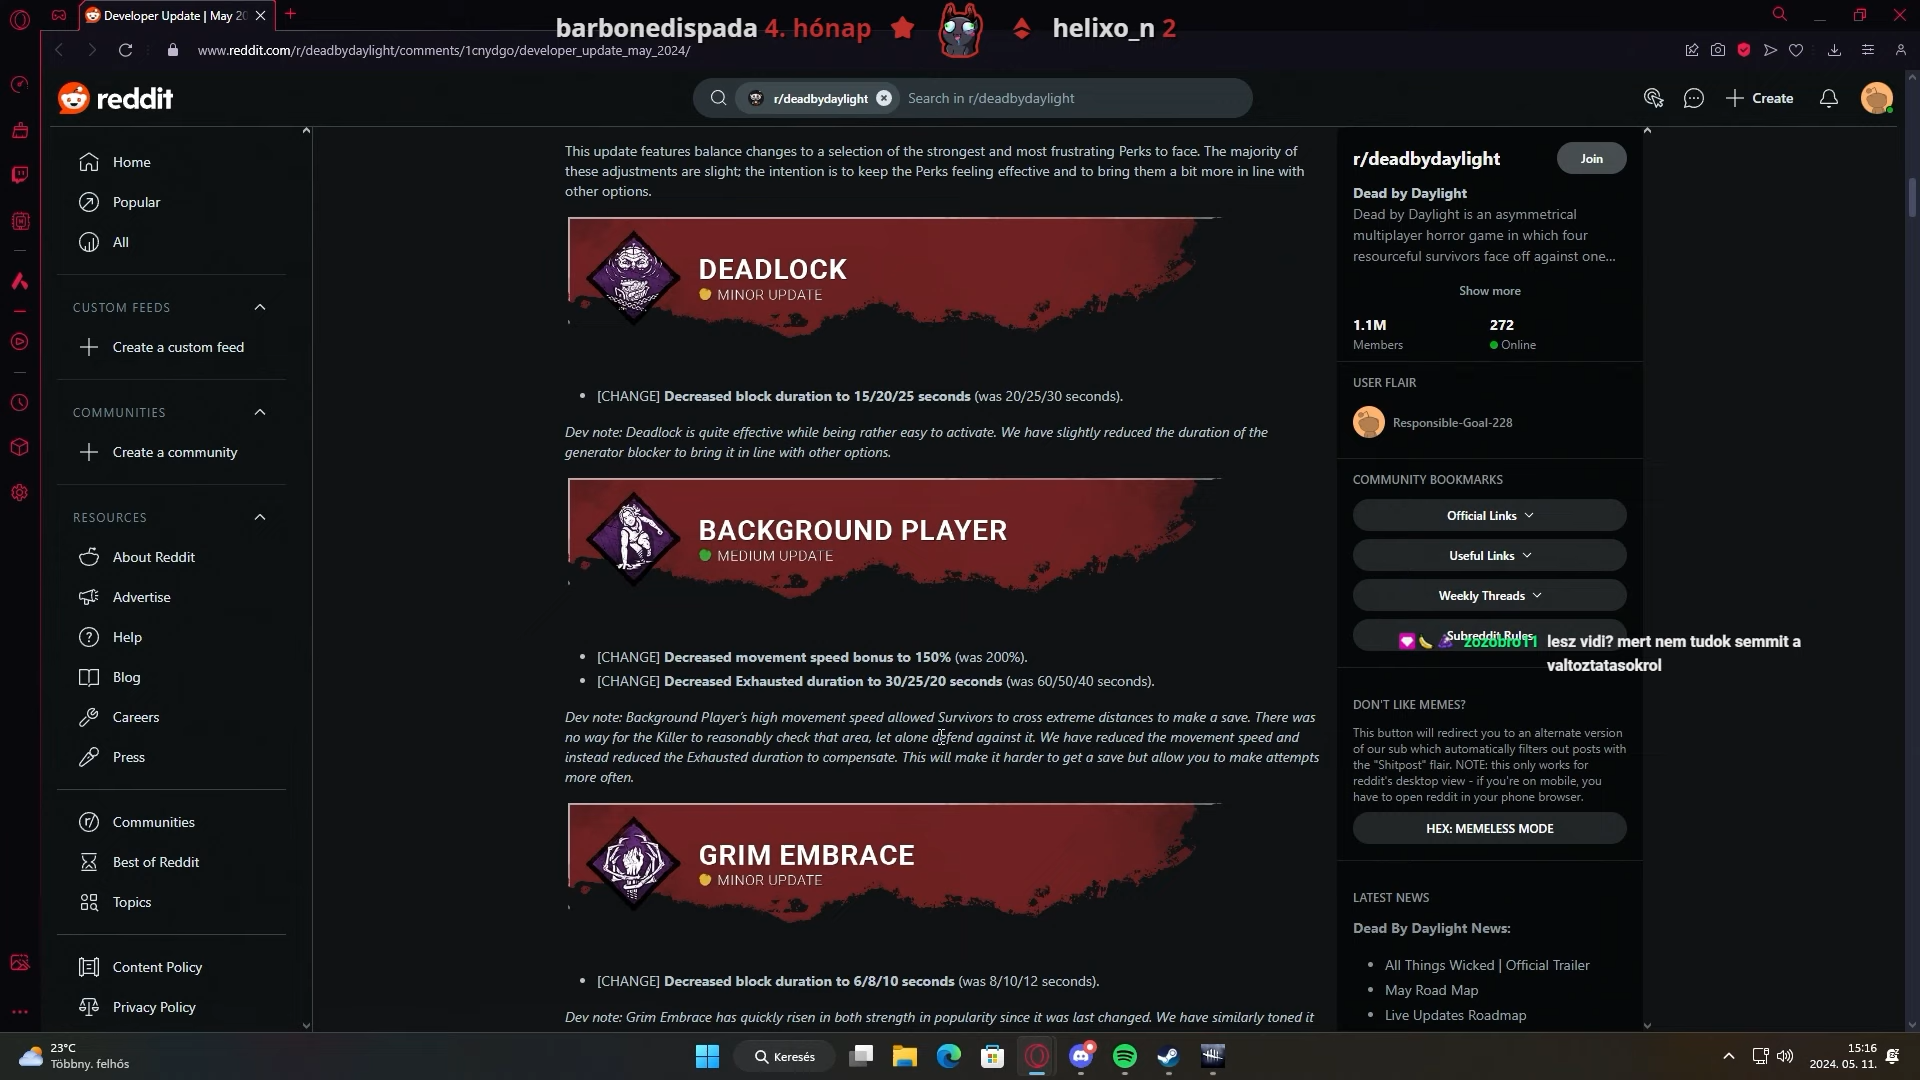 Developer Update | May 20
barbonedispada 4. hónap
helixo_n 2
www.reddit.com/r/deadbydaylight/comments/1cnydgo/developer_update_may_2024/
reddit
r/deadbydaylight
Search in r/deadbydaylight
Create
Home
Popular
All
CUSTOM FEEDS
Create a custom feed
COMMUNITIES
Create a community
RESOURCES
About Reddit
Advertise
Help
Blog
Careers
Press
Communities
Best of Reddit
Topics
Content Policy
Privacy Policy
This update features balance changes to a selection of the strongest and most frustrating Perks to face. The majority of
these adjustments are slight; the intention is to keep the Perks feeling effective and to bring them a bit more in line with
other options.
DEADLOCK
MINOR UPDATE
• [CHANGE] Decreased block duration to 15/20/25 seconds (was 20/25/30 seconds).
Dev note: Deadlock is quite effective while being rather easy to activate. We have slightly reduced the duration of the
generator blocker to bring it in line with other options.
BACKGROUND PLAYER
MEDIUM UPDATE
• [CHANGE] Decreased movement speed bonus to 150% (was 200%).
• [CHANGE] Decreased Exhausted duration to 30/25/20 seconds (was 60/50/40 seconds).
Dev note: Background Player's high movement speed allowed Survivors to cross extreme distances to make a save. There was
no way for the Killer to reasonably check that area, let alone defend against it. We have reduced the movement speed and
instead reduced the Exhausted duration to compensate. This will make it harder to get a save but allow you to make attempts
more often.
GRIM EMBRACE
MINOR UPDATE
• [CHANGE] Decreased block duration to 6/8/10 seconds (was 8/10/12 seconds).
Dev note: Grim Embrace has quickly risen in both strength in popularity since it was last changed. We have similarly toned it
r/deadbydaylight
Join
Dead by Daylight
Dead by Daylight is an asymmetrical
multiplayer horror game in which four
resourceful survivors face off against one...
Show more
1.1M
272
Members
Online
USER FLAIR
Responsible-Goal-228
COMMUNITY BOOKMARKS
Official Links
Useful Links
Weekly Threads
Subreddit Rules
zozobro11 lesz vidi? mert nem tudok semmit a
valtoztatasokrol
DON'T LIKE MEMES?
This button will redirect you to an alternate version
of our sub which automatically filters out posts with
the "Shitpost" flair. NOTE: this only works for
reddit's desktop view - if you're on mobile, you
have to open reddit in your phone browser.
HEX: MEMELESS MODE
LATEST NEWS
Dead By Daylight News:
• All Things Wicked | Official Trailer
• May Road Map
• Live Updates Roadmap
23°C
Többny. felhős
Keresés
15:16
2024. 05. 11.